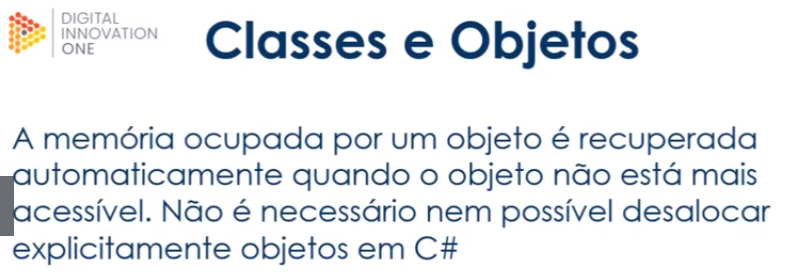 DIGITAL
INNOVATION
ONE
Classes e Objetos
A memória ocupada por um objeto é recuperada
automaticamente quando o objeto não está mais
acessível. Não é necessário nem possível desalocar
explicitamente objetos em C#